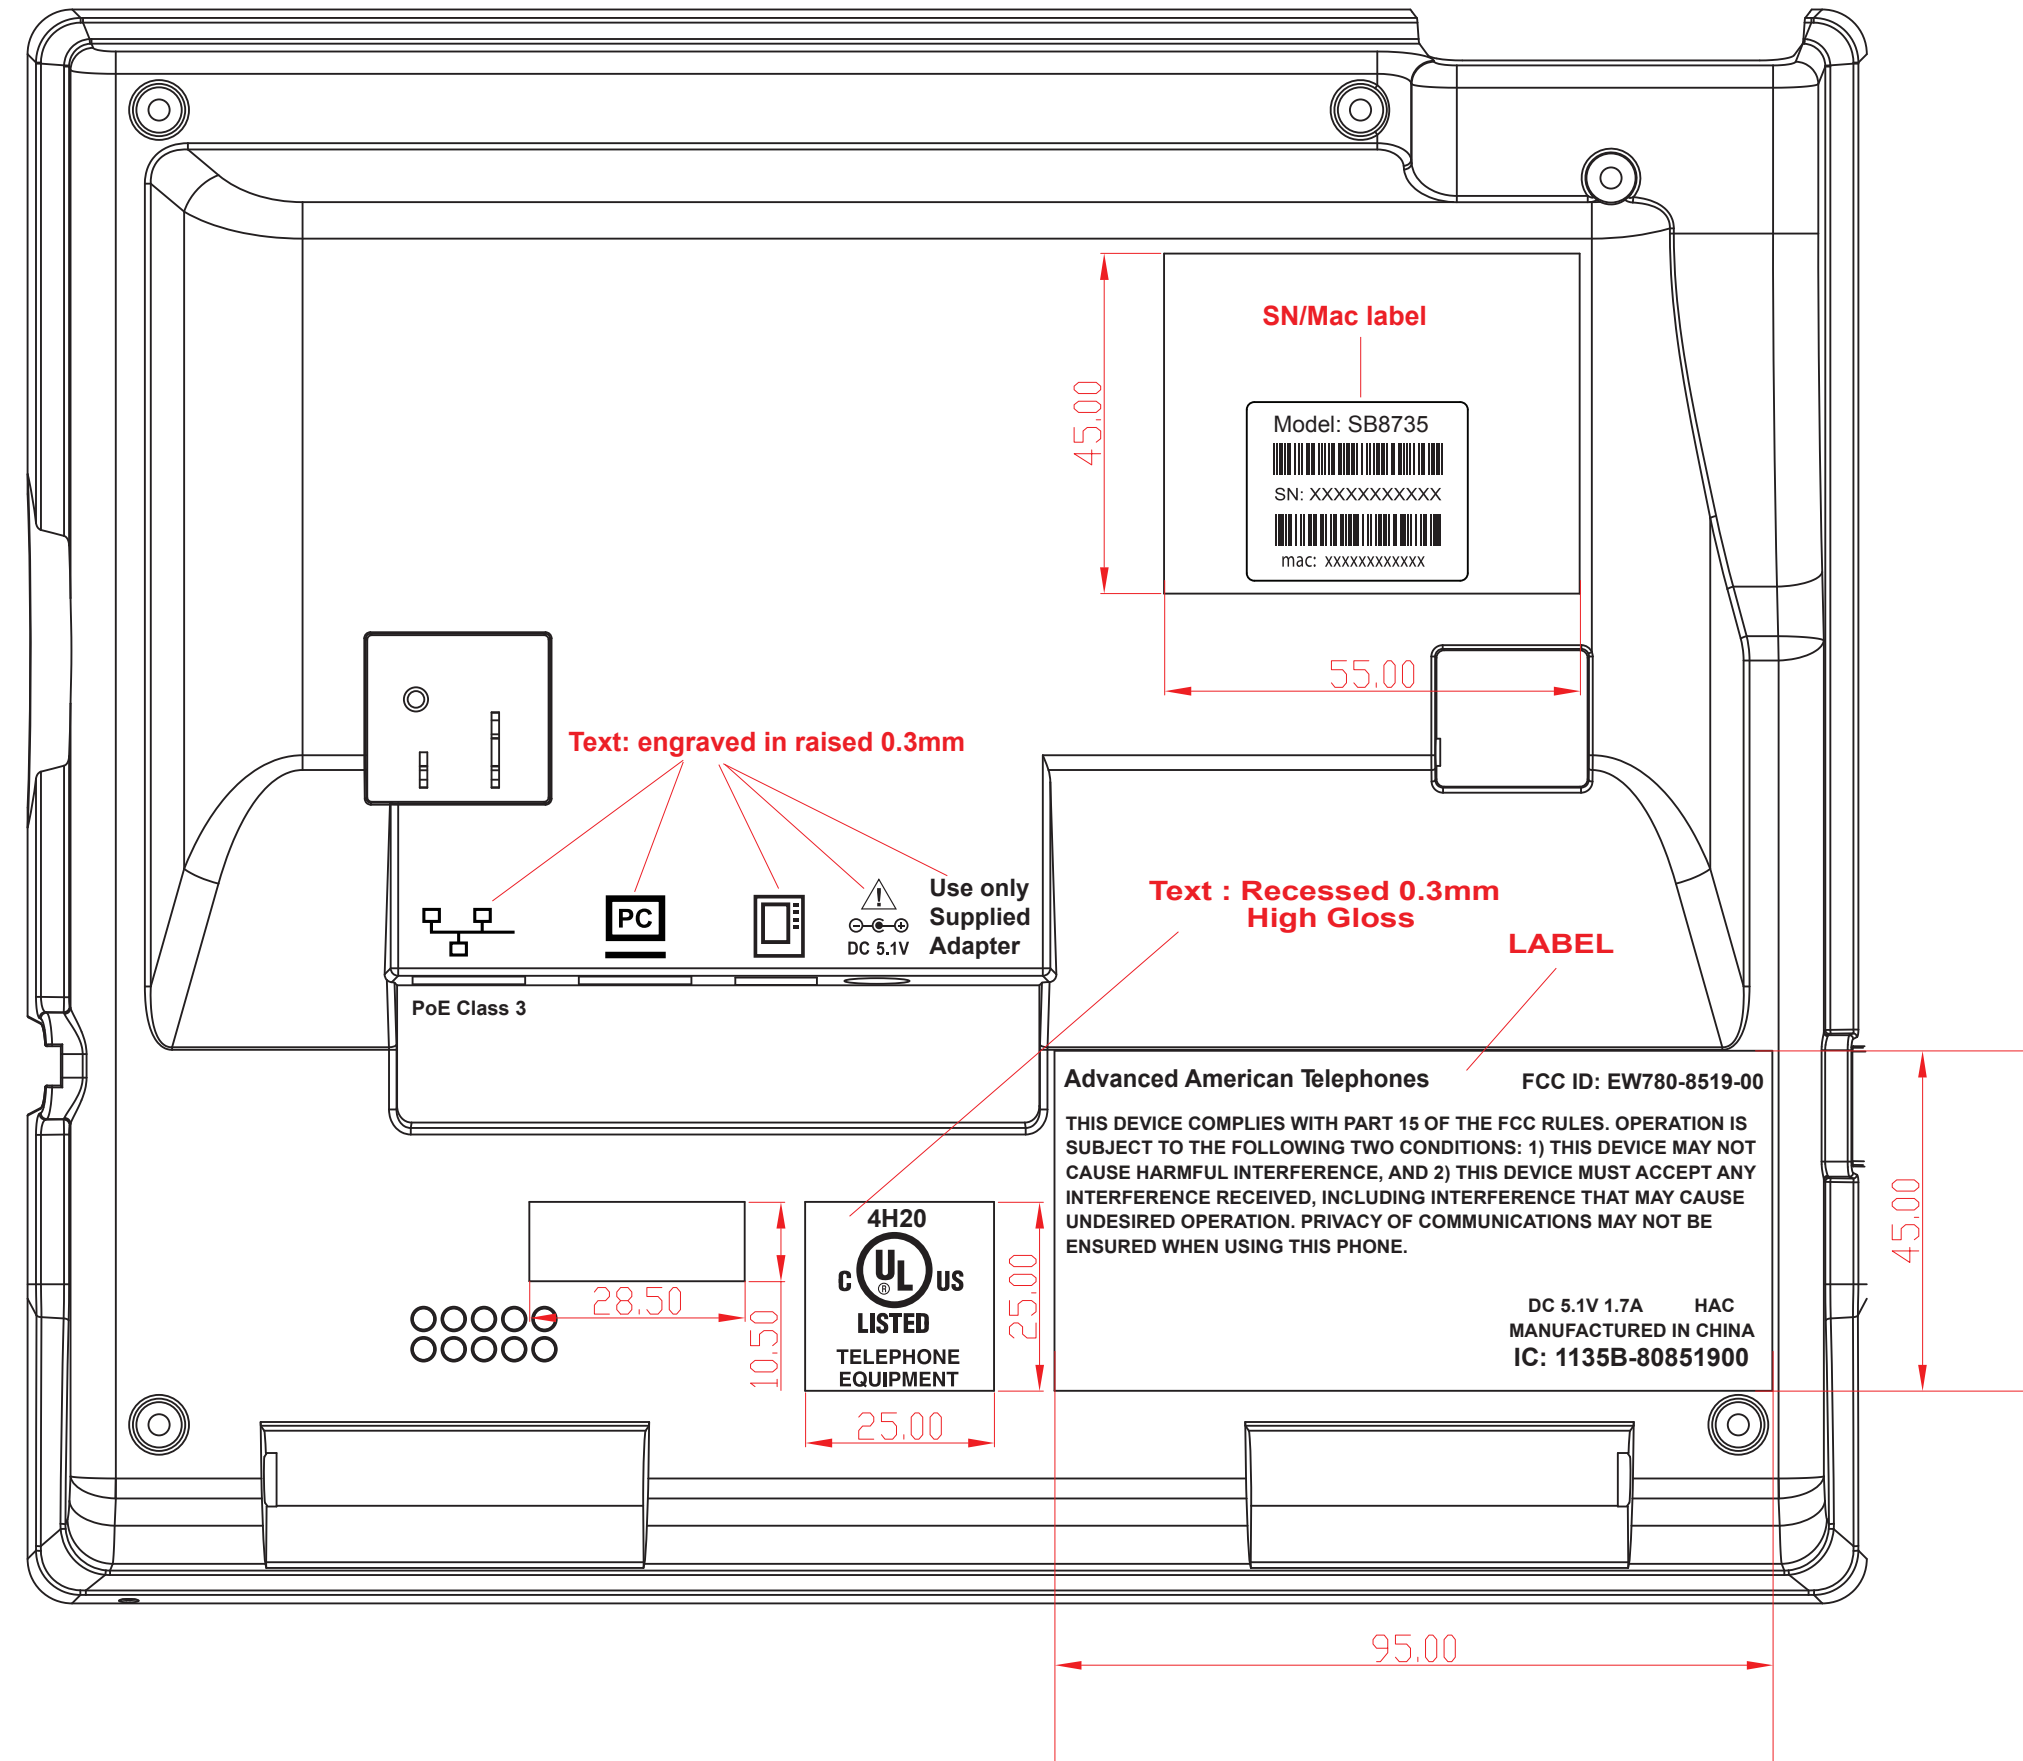 SN/Mac label
45.00
Model: SB8735
SN: XXXXXXXXXXX
mac: xxxxxxxxxxxx
55.00
Text: engraved in raised 0.3mm
PC
DC 5.1V
Use only
Supplied
Adapter
PoE Class 3
Text : Recessed 0.3mm
High Gloss
LABEL
Advanced American Telephones
FCC ID: EW780-8519-00
THIS DEVICE COMPLIES WITH PART 15 OF THE FCC RULES. OPERATION IS
SUBJECT TO THE FOLLOWING TWO CONDITIONS: 1) THIS DEVICE MAY NOT
CAUSE HARMFUL INTERFERENCE, AND 2) THIS DEVICE MUST ACCEPT ANY
INTERFERENCE RECEIVED, INCLUDING INTERFERENCE THAT MAY CAUSE
UNDESIRED OPERATION. PRIVACY OF COMMUNICATIONS MAY NOT BE
ENSURED WHEN USING THIS PHONE.
DC 5.1V 1.7A HAC
MANUFACTURED IN CHINA
IC: 1135B-80851900
45.00
28.50
10.50
4H20
C UL ® US
LISTED
TELEPHONE
EQUIPMENT
25.00
25.00
95.00